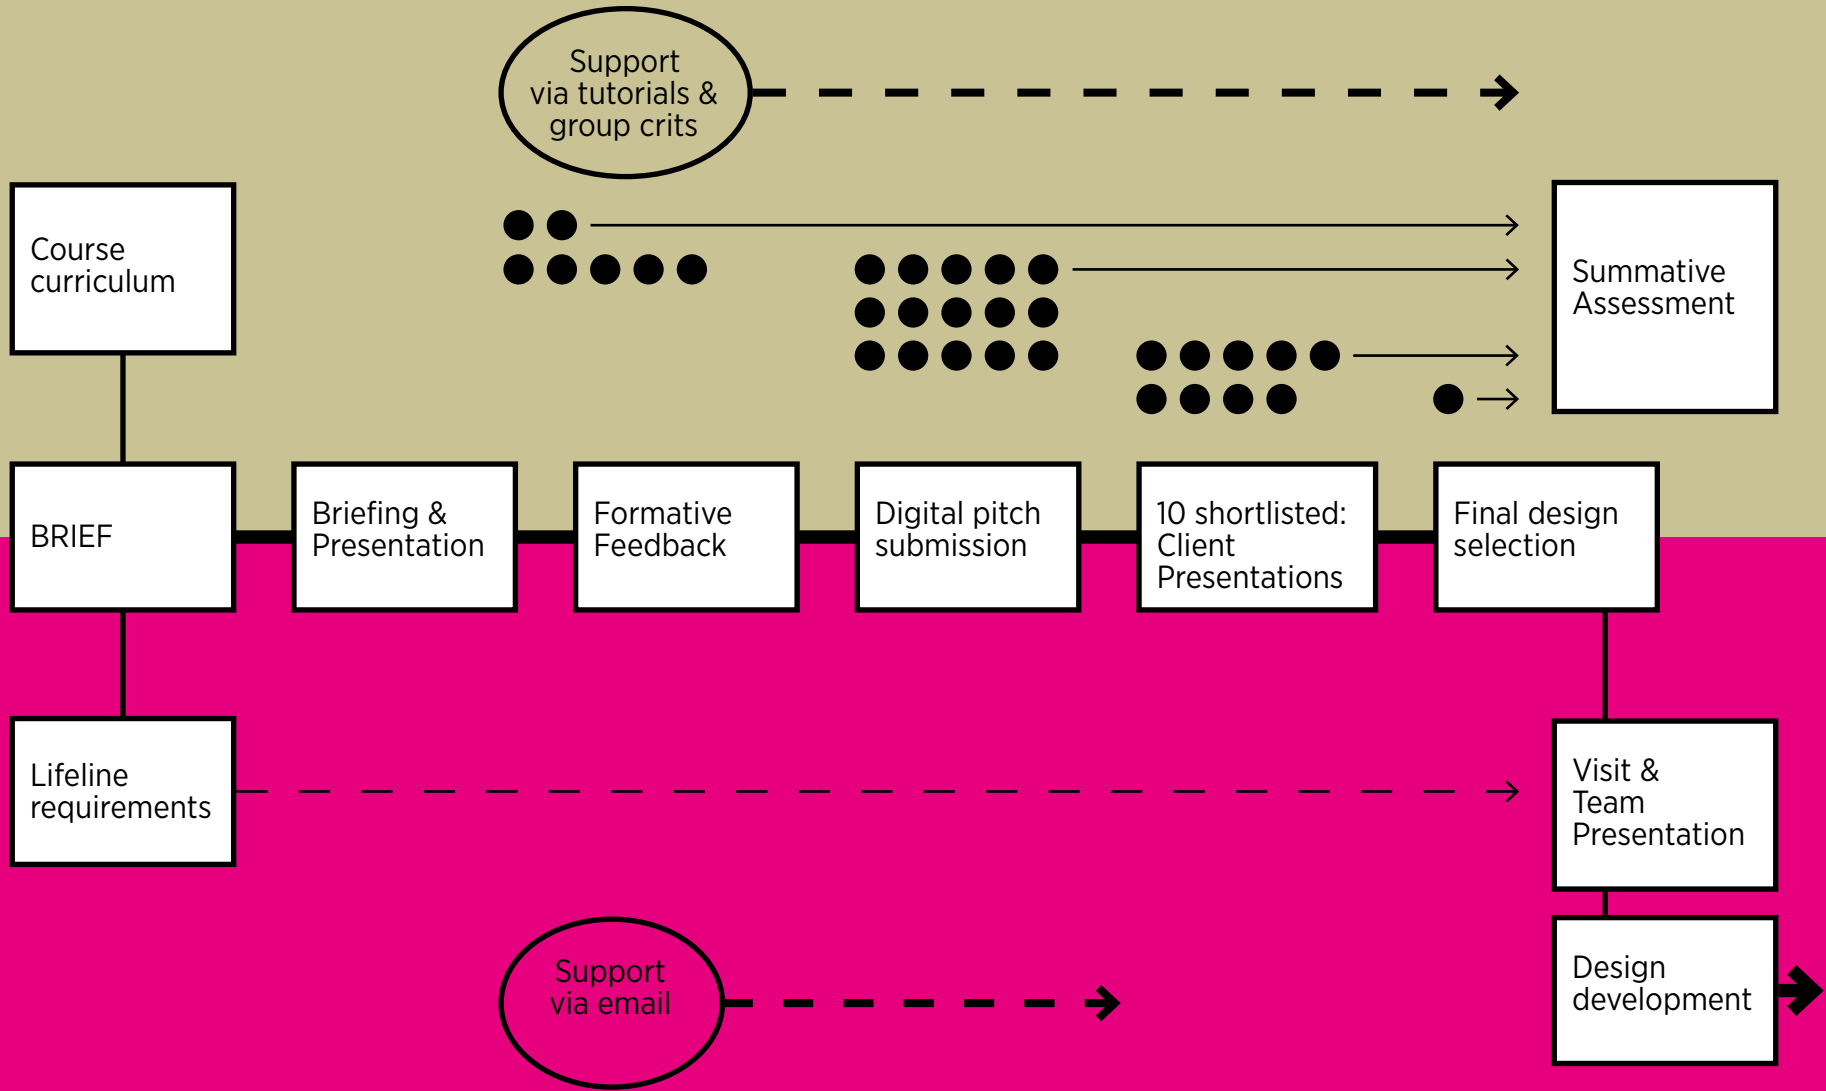 Support
via tutorials &
group crits
Course
curriculum
Summative
Assessment
BRIEF
Briefing &
Presentation
Formative
Feedback
Digital pitch
submission
10 shortlisted:
Client
Presentations
Final design
selection
Lifeline
requirements
Visit &
Team
Presentation
Support
via email
Design
development